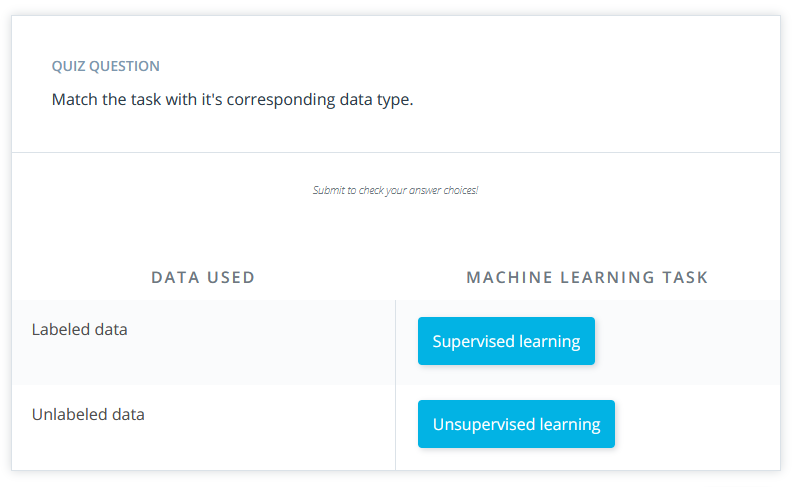 QUIZ QUESTION
Match the task with it's corresponding data type.
Submit to check your answer choices!
DATA USED
MACHINE LEARNING TASK
Labeled data
Supervised learning
Unlabeled data
Unsupervised learning